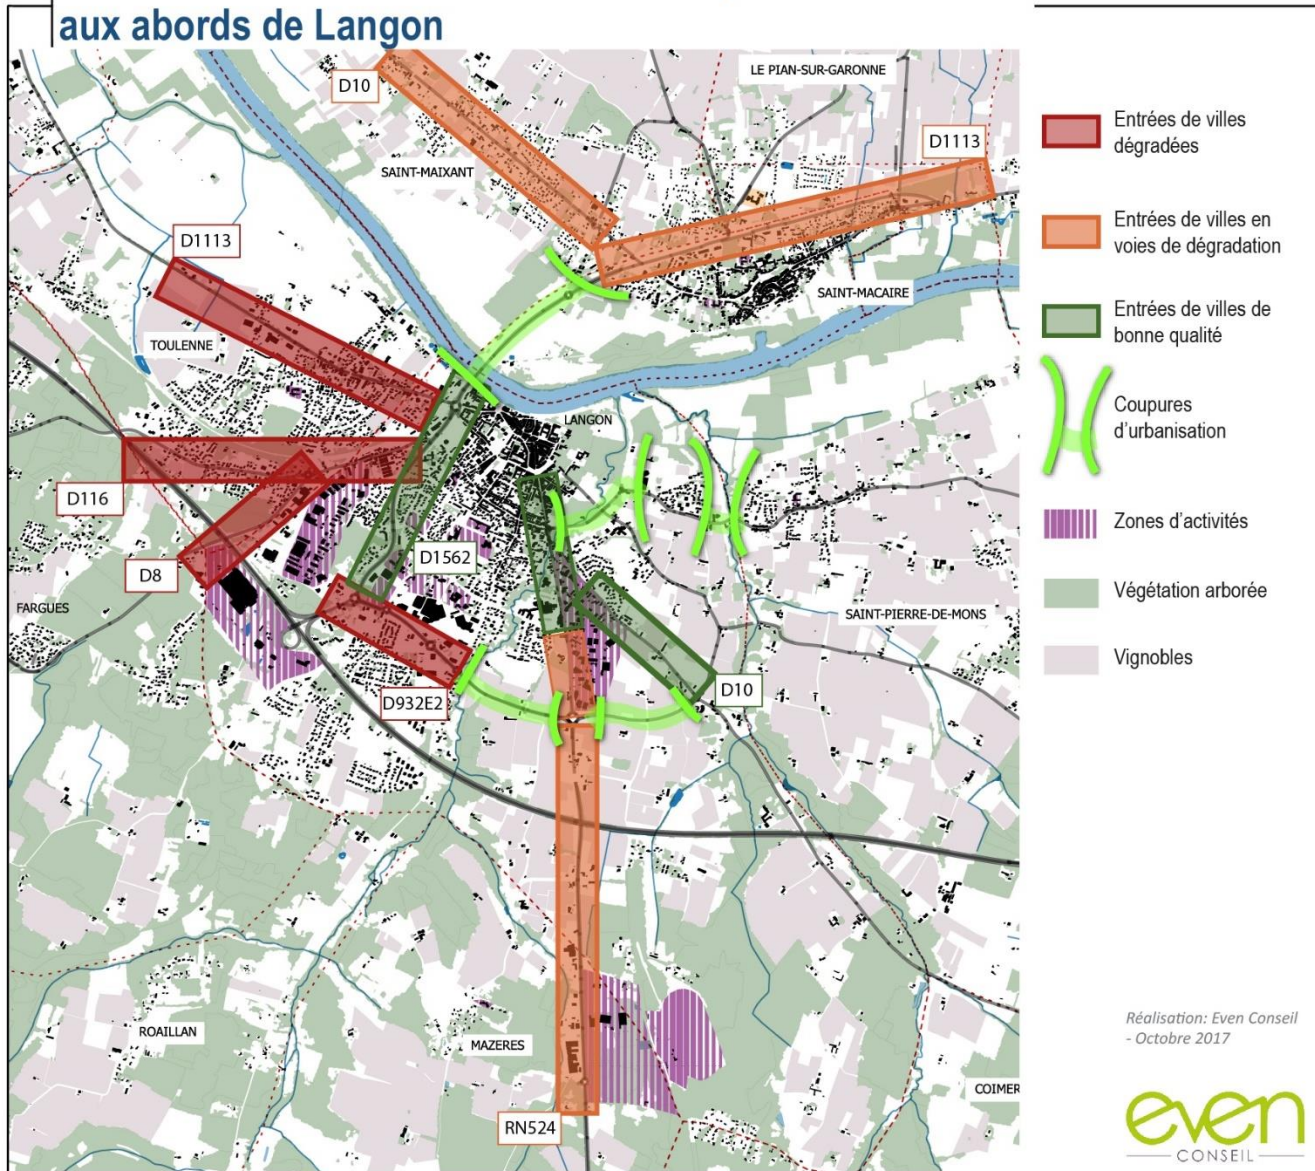 aux abords de Langon
D10
LE PIAN-SUR-GARONNE
D1113
SAINT-MAIXANT
D1113
SAINT-MACAIRE
TOULENNE
LANGON
D116
D1562
D8
FARGUES
SAINT-PIERRE-DE-MONS
D932E2
D10
ROAILLAN
MAZERES
COIMER
RN524
Entrées de villes
dégradées
Entrées de villes en
voies de dégradation
Entrées de villes de
bonne qualité
Coupures
d'urbanisation
Zones d'activités
Végétation arborée
Vignobles
Réalisation: Even Conseil
- Octobre 2017
even
CONSEIL